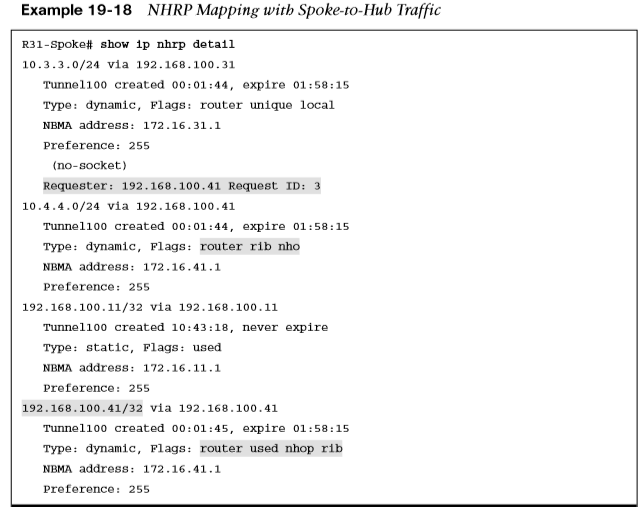 Example 19-18 NHRP Mapping with Spoke-to-Hub Traffic
R31-Spoke# show ip nhrp detail
10.3.3.0/24 via 192.168.100.31
Tunnel100 created 00:01:44, expire 01:58:15
Type: dynamic, Flags: router unique local
NBMA address: 172.16.31.1
Preference: 255
(no-socket)
Requester: 192.168.100.41 Request ID: 3
10.4.4.0/24 via 192.168.100.41
Tunnel100 created 00:01:44, expire 01:58:15
Type: dynamic, Flags: router rib nho
NBMA address: 172.16.41.1
Preference: 255
192.168.100.11/32 via 192.168.100.11
Tunnel100 created 10:43:18, never expire
Type: static, Flags: used
NBMA address: 172.16.11.1
Preference: 255
192.168.100.41/32 via 192.168.100.41
Tunnel100 created 00:01:45, expire 01:58:15
Type: dynamic, Flags: router used nhop rib
NBMA address: 172.16.41.1
Preference: 255